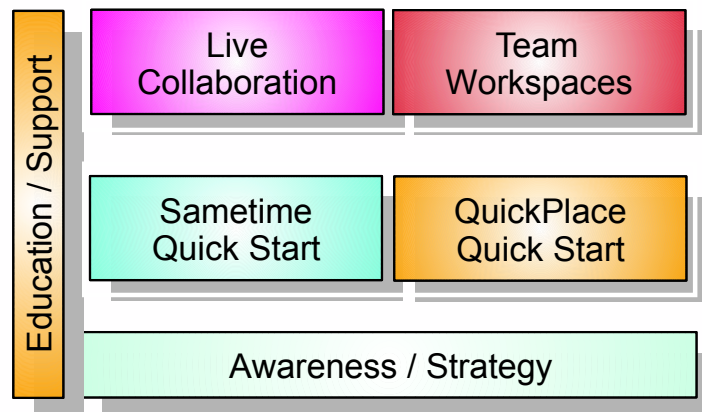 Education / Support
Live
Collaboration
Team
Workspaces
Sametime
Quick Start
QuickPlace
Quick Start
Awareness / Strategy